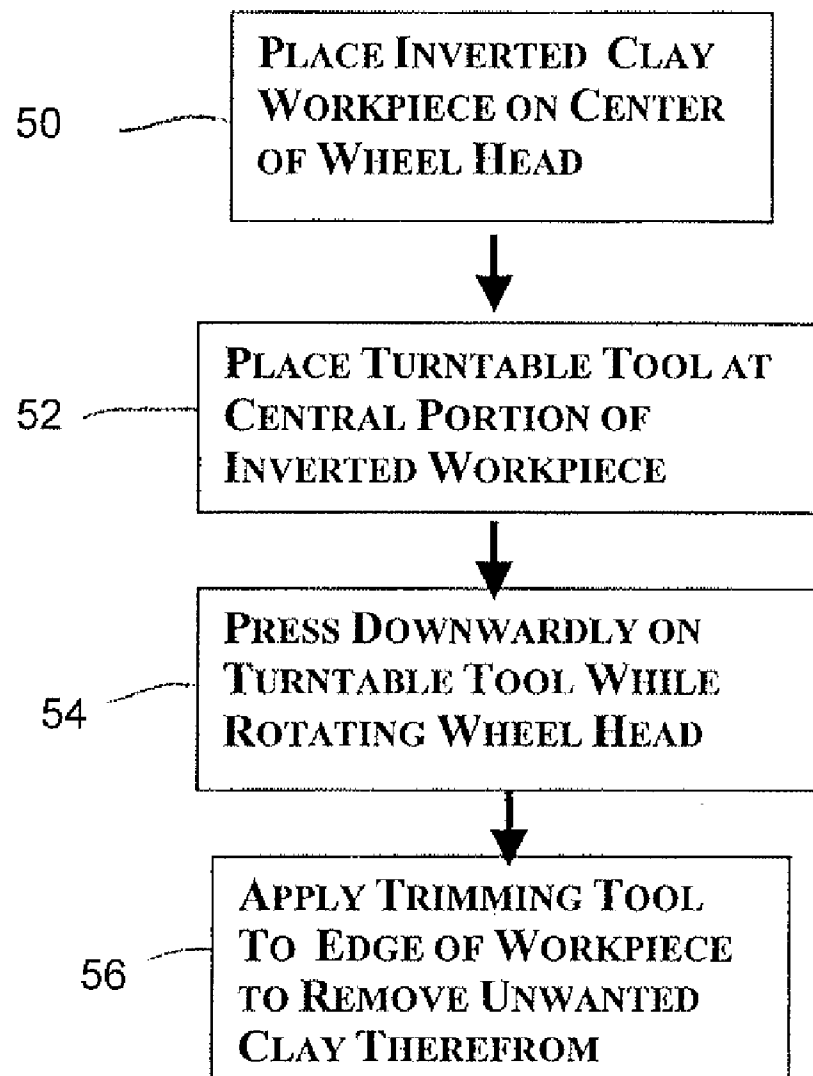 50
PLACE INVERTED CLAY
WORKPIECE ON CENTER
OF WHEEL HEAD
52
PLACE TURNTABLE TOOL AT
CENTRAL PORTION OF
INVERTED WORKPIECE
54
PRESS DOWNWARDLY ON
TURNTABLE TOOL WHILE
ROTATING WHEEL HEAD
56
APPLY TRIMMING TOOL
TO EDGE OF WORKPIECE
TO REMOVE UNWANTED
CLAY THEREFROM